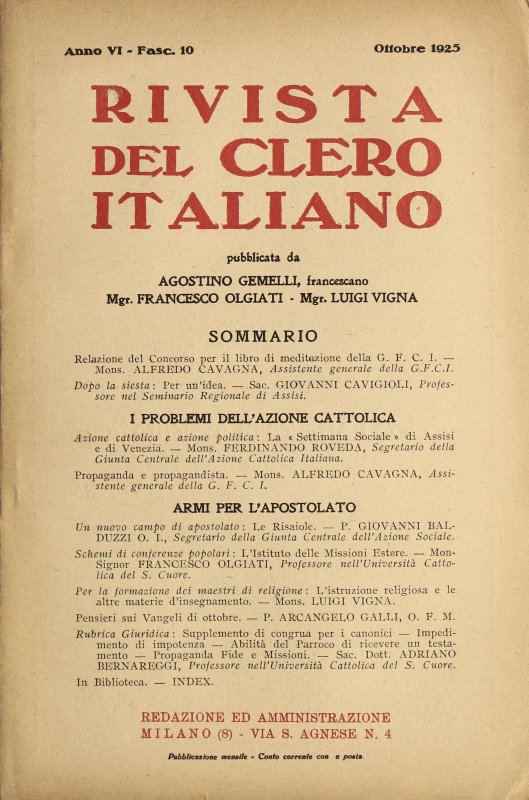 Anno VI - Fasc. 10
Ottobre 1925
RIVISTA
DEL CLERO
ITALIANO
pubblicata da
AGOSTINO GEMELLI, francescano
Mgr. FRANCESCO OLGIATI - Mgr. LUIGI VIGNA
SOMMARIO
Relazione del Concorso per il libro di meditazione della G. F. C. I. —
Mons. ALFREDO CAVAGNA, Assistente generale della G.F.C.I.
Dopo la siesta: Per un'idea. — Sac. GIOVANNI CAVIGIOLI, Profes-
sore nel Seminario Regionale di Assisi.
I PROBLEMI DELL'AZIONE CATTOLICA
Azione cattolica e azione politica: La « Settimana Sociale » di Assisi
e di Venezia. — Mons. FERDINANDO ROVEDA, Segretario della
Giunta Centrale dell'Azione Cattolica Italiana.
Propaganda e propagandista. — Mons. ALFREDO CAVAGNA, Assi-
stente generale della G. F. C. I.
ARMI PER L'APOSTOLATO
Un nuovo campo di apostolato: Le Risaiole. — P. GIOVANNI BAL-
DUZZI O. I., Segretario della Giunta Centrale dell'Azione Sociale.
Schemi di conferenze popolari: L'Istituto delle Missioni Estere. — Mon-
Signor FRANCESCO OLGIATI, Professore nell'Università Catto-
lica del S. Cuore.
Per la formazione dei maestri di religione: L'istruzione religiosa e le
altre materie d'insegnamento. — Mons. LUIGI VIGNA.
Pensieri sui Vangeli di ottobre. — P. ARCANGELO GALLI, O. F. M.
Rubrica Giuridica: Supplemento di congrua per i canonici — Impedi-
mento di impotenza — Abilità del Parroco di ricevere un testa-
mento — Propaganda Fide e Missioni. — Sac. Dott. ADRIANO
BERNAREGGI, Professore nell'Università Cattolica del S. Cuore.
In Biblioteca. — INDEX.
REDAZIONE ED AMMINISTRAZIONE
MILANO (8) - VIA S. AGNESE N. 4
Pubblicazione mensile - Conto corrente con a posta.